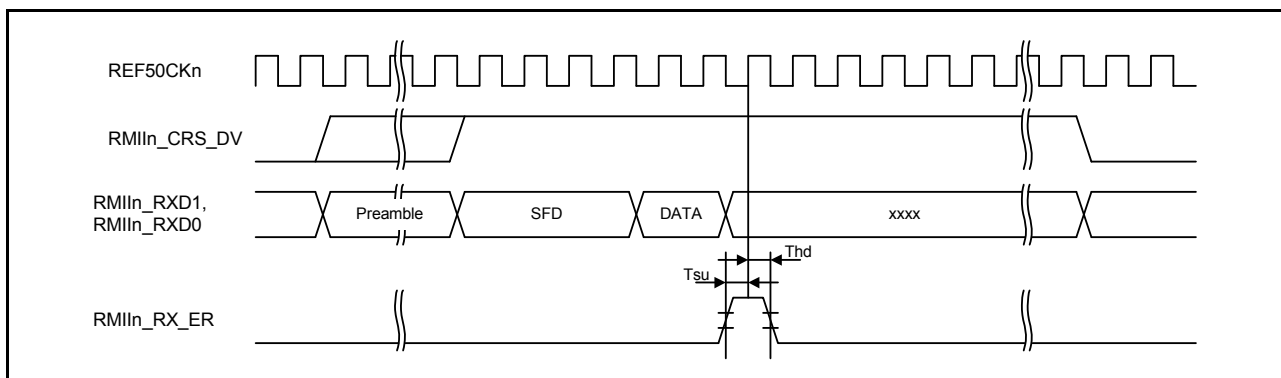 REF50CKn
RMIIn_CRS_DV
RMIIn_RXD1,
RMIIn_RXD0
Preamble
SFD
DATA
xxxx
Thd
Tsu
RMIIn_RX_ER